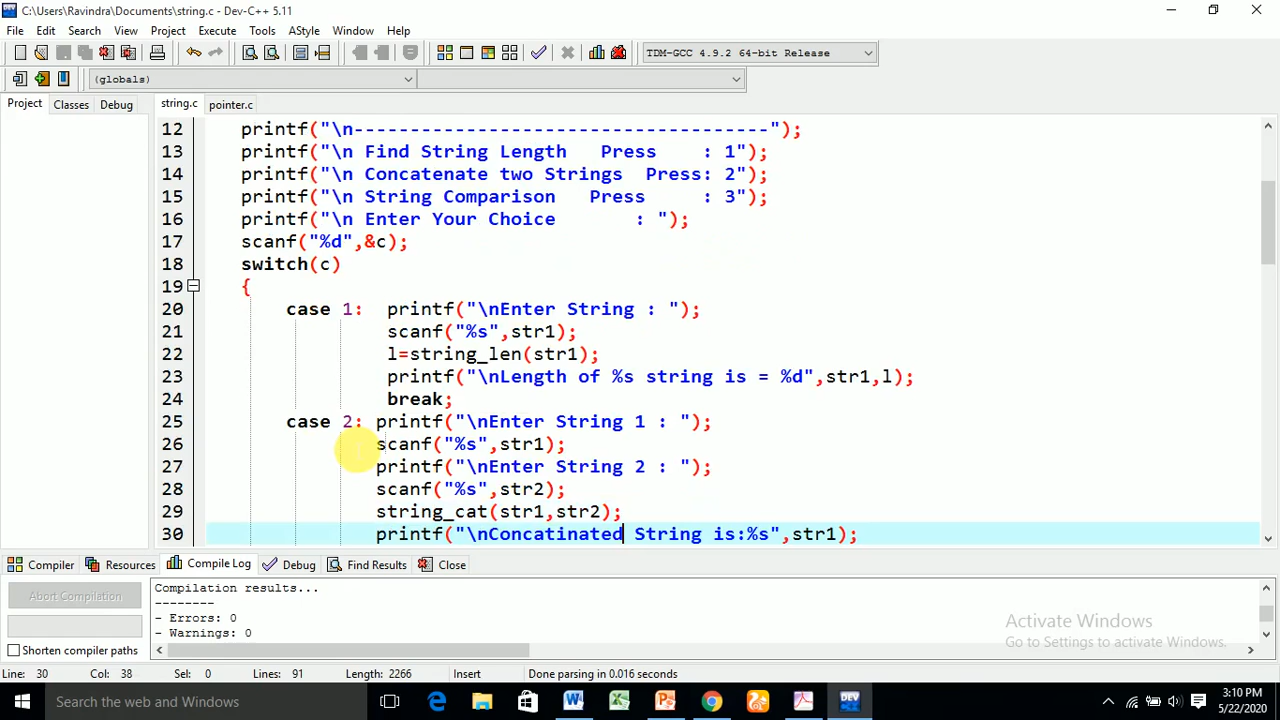 C:\Users\Ravindra\Documents\string.c - Dev-C++ 5.11
File Edit Search View Project Execute Tools AStyle Window Help
TDM-GCC 4.9.2 64-bit Release
(globals)
Project Classes Debug string.c pointer.c
12 printf("\n-------------------------------------");
13 printf("\n Find String Length   Press    : 1");
14 printf("\n Concatenate two Strings  Press: 2");
15 printf("\n String Comparison   Press     : 3");
16 printf("\n Enter Your Choice       : ");
17 scanf("%d",&c);
18 switch(c)
19 {
20 case 1:  printf("\nEnter String : ");
21 scanf("%s",str1);
22 l=string_len(str1);
23 printf("\nLength of %s string is = %d",str1,l);
24 break;
25 case 2: printf("\nEnter String 1 : ");
26 scanf("%s",str1);
27 printf("\nEnter String 2 : ");
28 scanf("%s",str2);
29 string_cat(str1,str2);
30 printf("\nConcatinated String is:%s",str1);
Compiler Resources Compile Log Debug Find Results Close
Abort Compilation
Shorten compiler paths
Compilation results...
--------
- Errors: 0
- Warnings: 0
Activate Windows
Go to Settings to activate Windows.
Line: 30 Col: 38 Sel: 0 Lines: 91 Length: 2266 Insert Done parsing in 0.016 seconds
Search the web and Windows
3:10 PM
5/22/2020